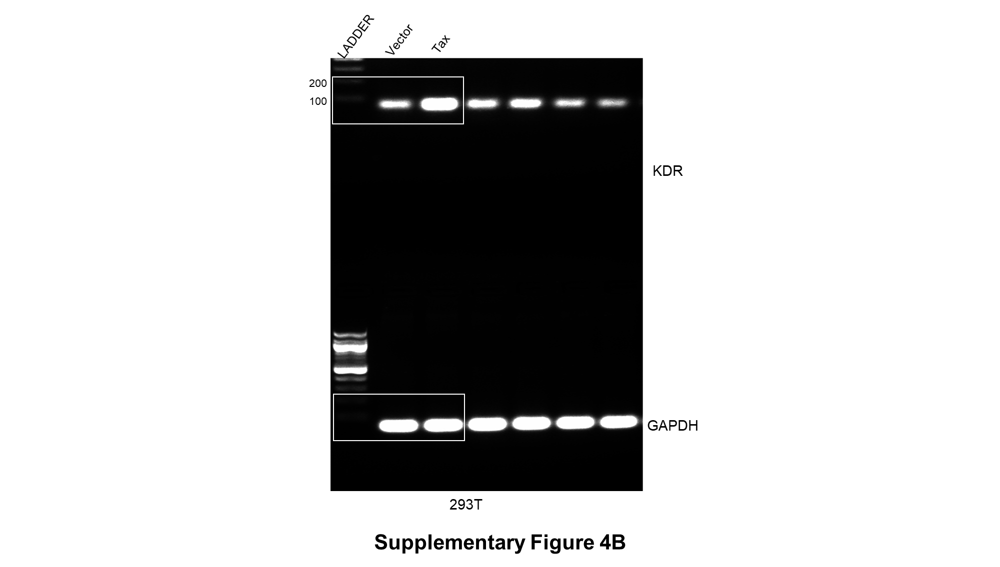 LADDER
Vector
Tax
200
100
KDR
GAPDH
293T
Supplementary Figure 4B